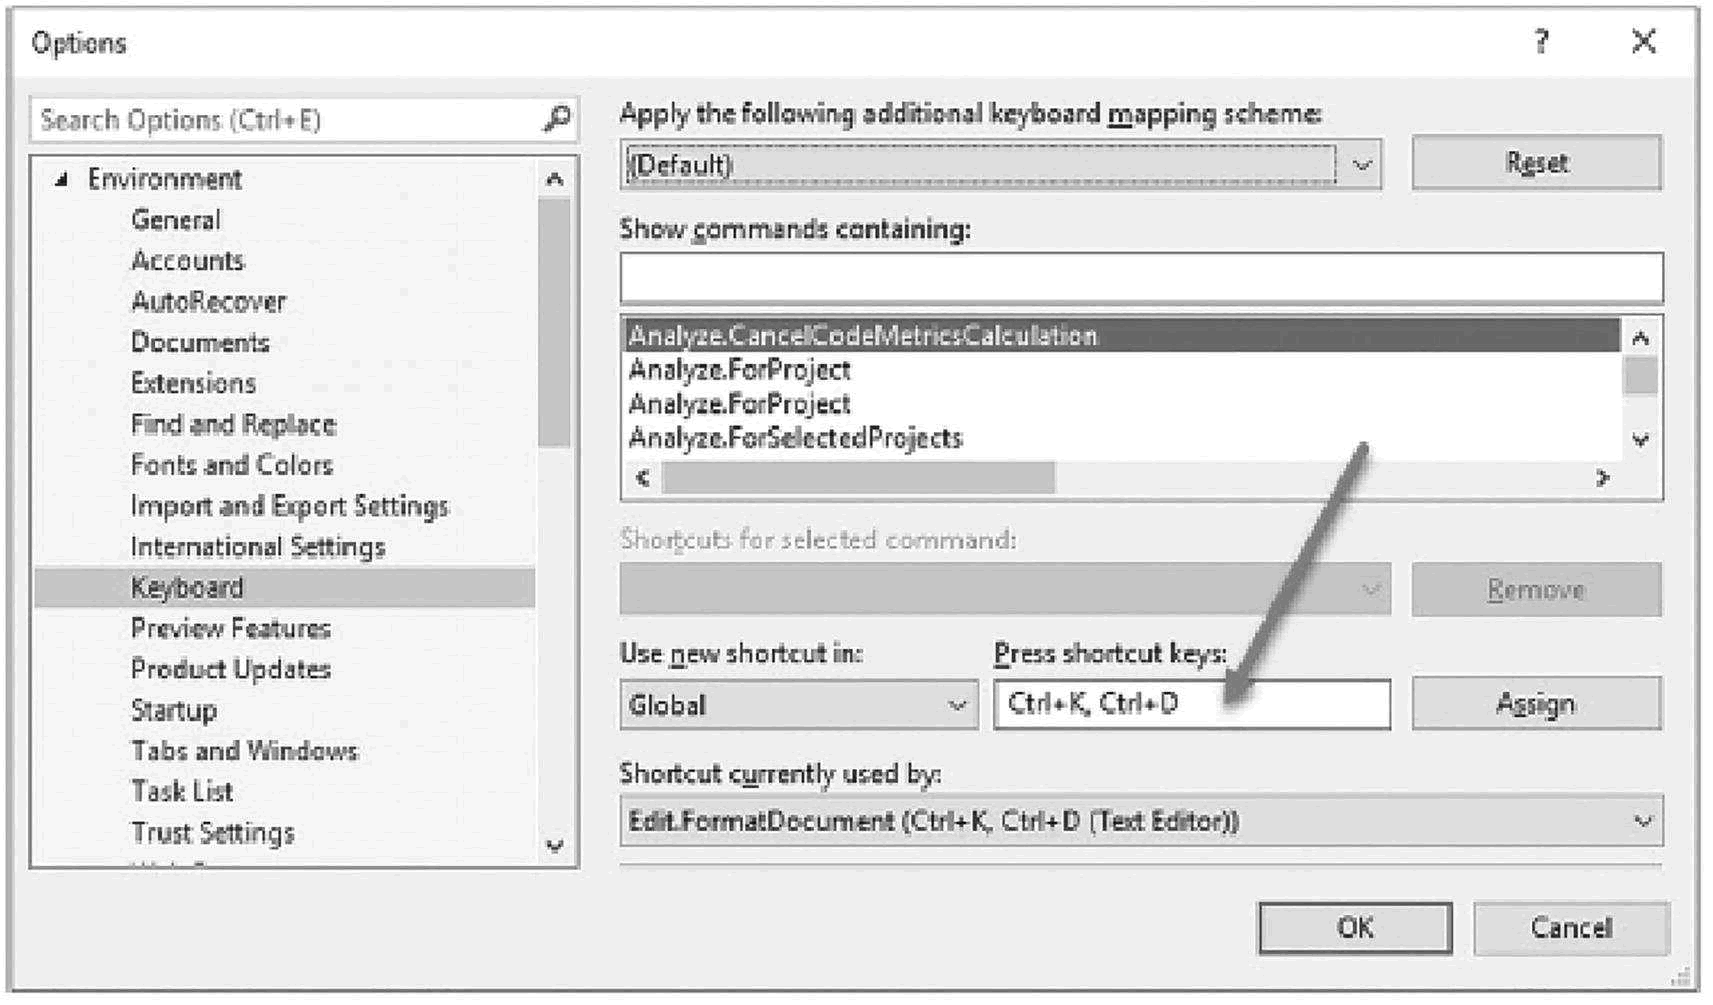 Options
?
Search Options (Ctrl+E)
Environment
General
Accounts
AutoRecover
Documents
Extensions
Find and Replace
Fonts and Colors
Import and Export Settings
International Settings
Keyboard
Preview Features
Product Updates
Startup
Tabs and Windows
Task List
Trust Settings
Apply the following additional keyboard mapping scheme:
(Default)
Reset
Show commands containing:
Analyze.CancelCodeMetricsCalculation
Analyze.ForProject
Analyze.ForProject
Analyze.ForSelectedProjects
Shortcuts for selected command:
Remove
Use new shortcut in:
Press shortcut keys:
Global
Ctrl+K, Ctrl+D
Assign
Shortcut currently used by:
Edit.FormatDocument (Ctrl+K, Ctrl+D (Text Editor))
OK
Cancel